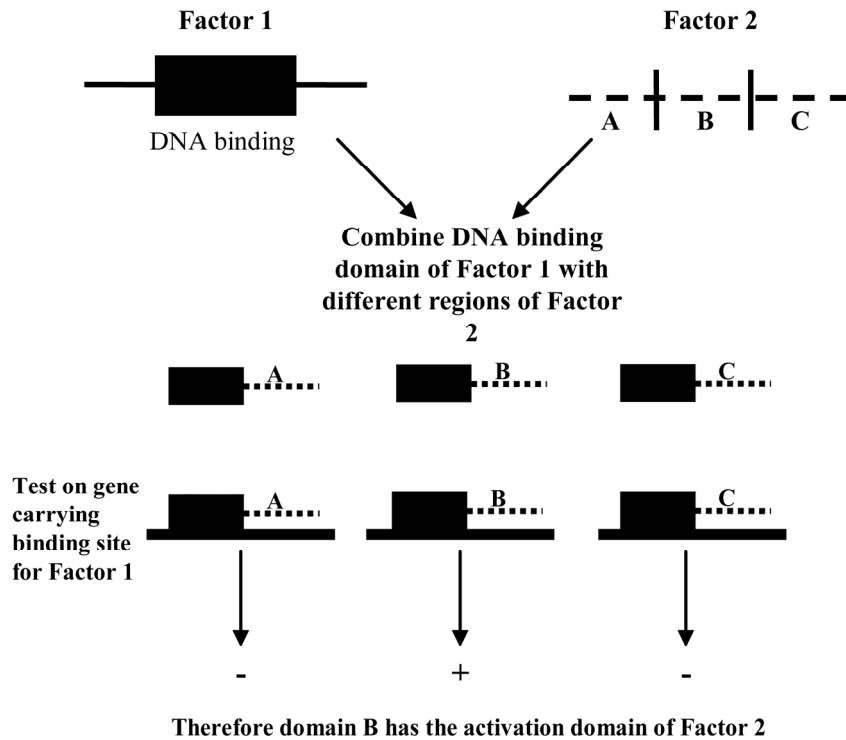 Factor 1
Factor 2
DNA binding
A
B
C
Combine DNA binding
domain of Factor 1 with
different regions of Factor
2
A
B
C
Test on gene
carrying
binding site
for Factor 1
A
B
C
-
+
-
Therefore domain B has the activation domain of Factor 2